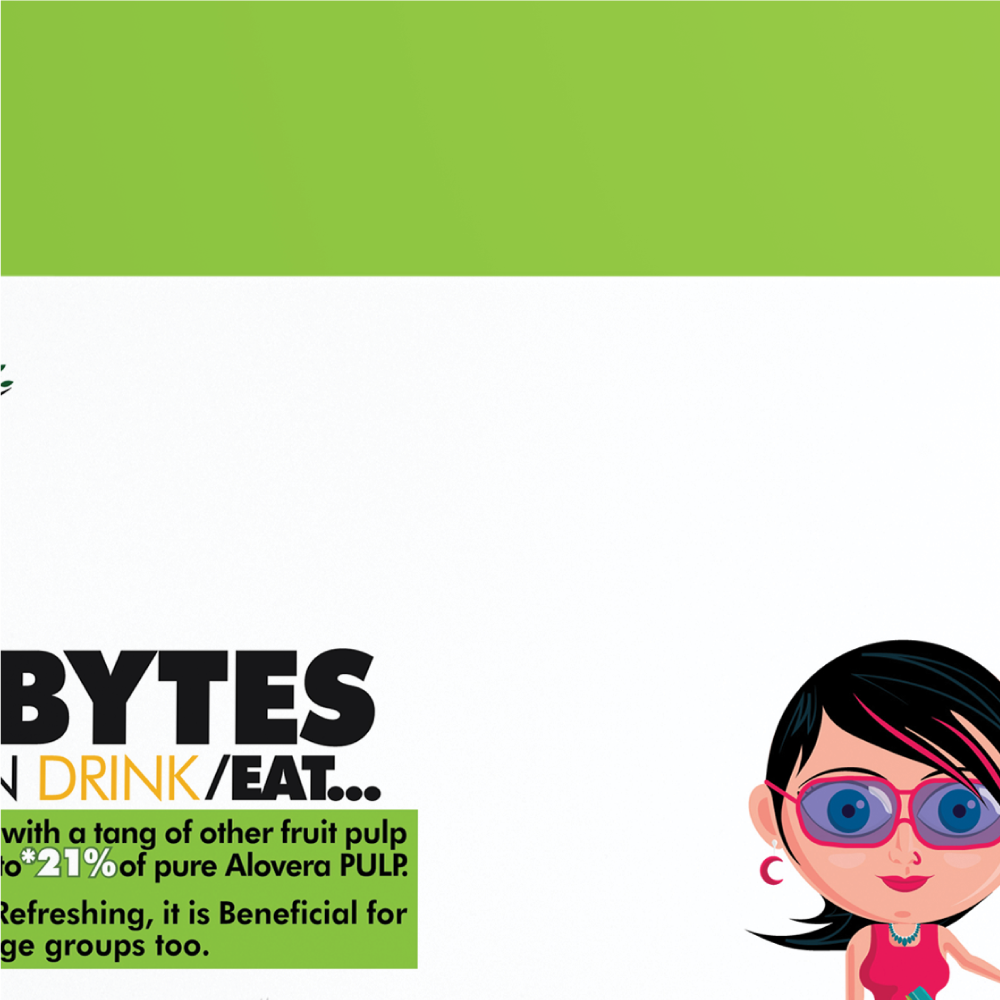 BYTES
DRINK/EAT...
with a tang of other fruit pulp
to *21% of pure Alovera PULP.
Refreshing, it is Beneficial for
ge groups too.